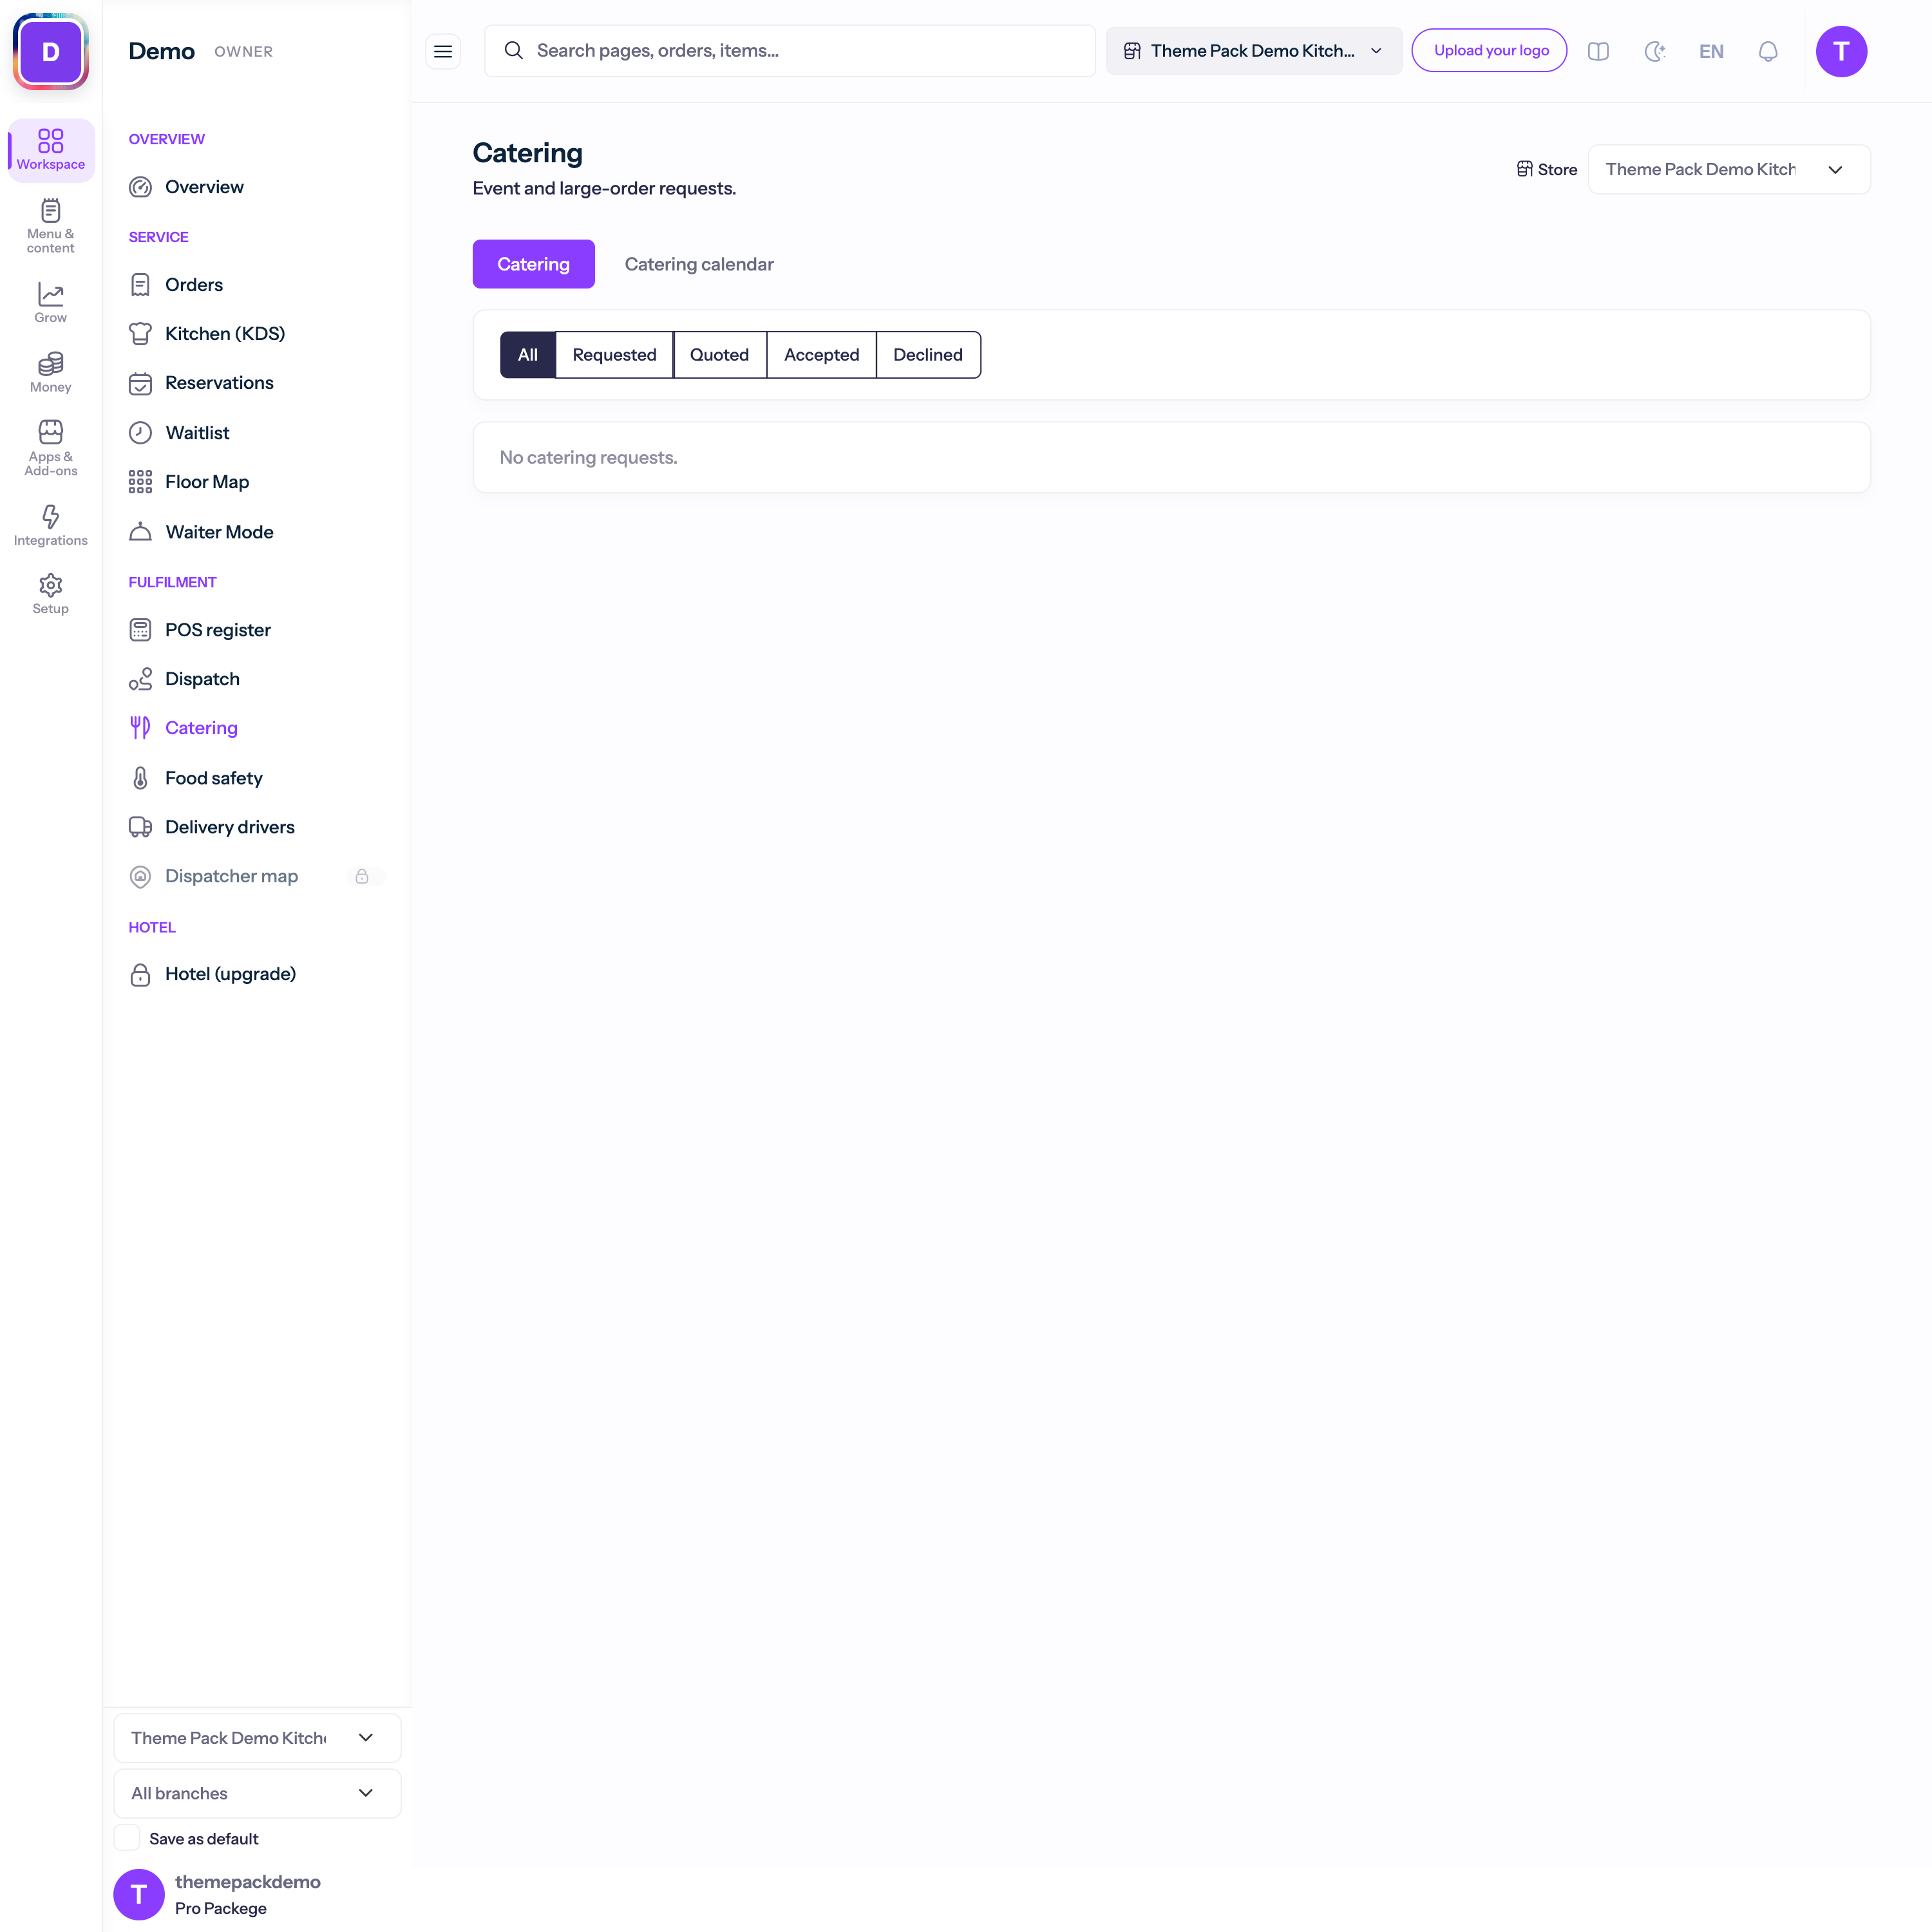 D
Workspace
Menu &
content
Grow
Money
Apps &
Add-ons
Integrations
Setup
Demo OWNER
OVERVIEW
Overview
SERVICE
Orders
Kitchen (KDS)
Reservations
Waitlist
Floor Map
Waiter Mode
FULFILMENT
POS register
Dispatch
Catering
Food safety
Delivery drivers
Dispatcher map
HOTEL
Hotel (upgrade)
Theme Pack Demo Kitch
All branches
Save as default
T
themepackdemo
Pro Packege
Search pages, orders, items...
Theme Pack Demo Kitch...
Upload your logo
EN
T
Catering
Event and large-order requests.
Store
Theme Pack Demo Kitch
Catering
Catering calendar
All
Requested
Quoted
Accepted
Declined
No catering requests.